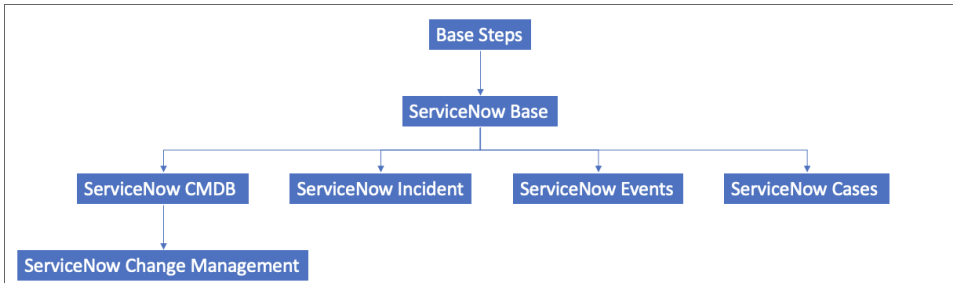 Base Steps
ServiceNow Base
ServiceNow CMDB
ServiceNow Incident
ServiceNow Events
ServiceNow Cases
ServiceNow Change Management